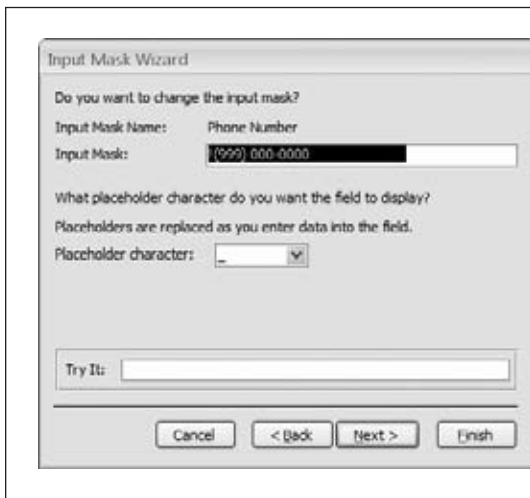 Input Mask Wizard
Do you want to change the input mask?
Input Mask Name: Phone Number
Input Mask: !(999) 000-0000
What placeholder character do you want the field to display?
Placeholders are replaced as you enter data into the field.
Placeholder character: _
Try It:
Cancel < Back Next > Finish